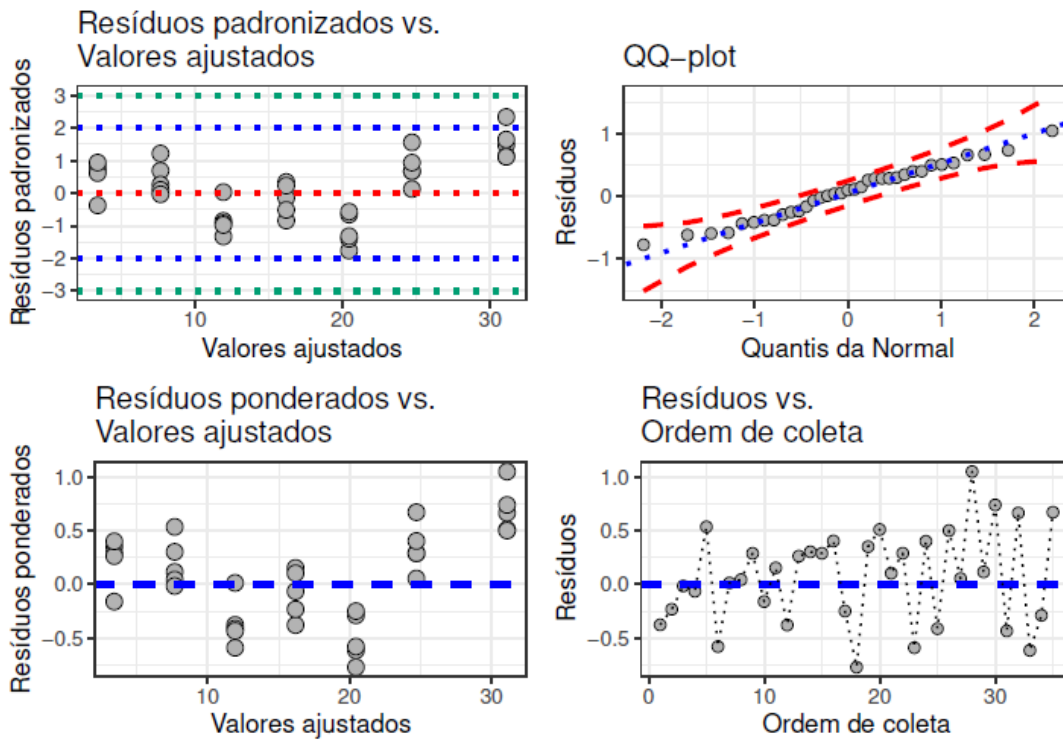 Resíduos padronizados vs.
Valores ajustados
Resíduos padronizados
3
2
1
0
−1
−2
−3
10
20
30
Valores ajustados
QQ−plot
Resíduos
1
0
−1
−2
−1
0
1
2
Quantis da Normal
Resíduos ponderados vs.
Valores ajustados
Resíduos ponderados
1.0
0.5
0.0
−0.5
10
20
30
Valores ajustados
Resíduos vs.
Ordem de coleta
Resíduos
1.0
0.5
0.0
−0.5
0
10
20
30
Ordem de coleta